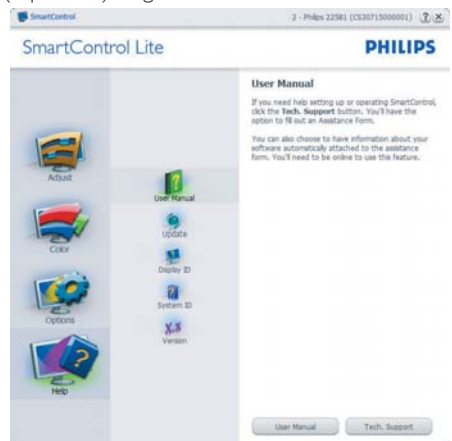 SmartControl
2 - Philips 22581 (CS30715000001)
SmartControl Lite
PHILIPS
Adjust
Color
Options
Help
User Manual
Update
Display ID
System ID
X.X
Version
User Manual
If you need help setting up or operating SmartControl,
click the Tech. Support button. You'll have the
option to fill out an Assistance Form.
You can also choose to have information about your
software automatically attached to the assistance
form. You'll need to be online to use this feature.
User Manual
Tech. Support